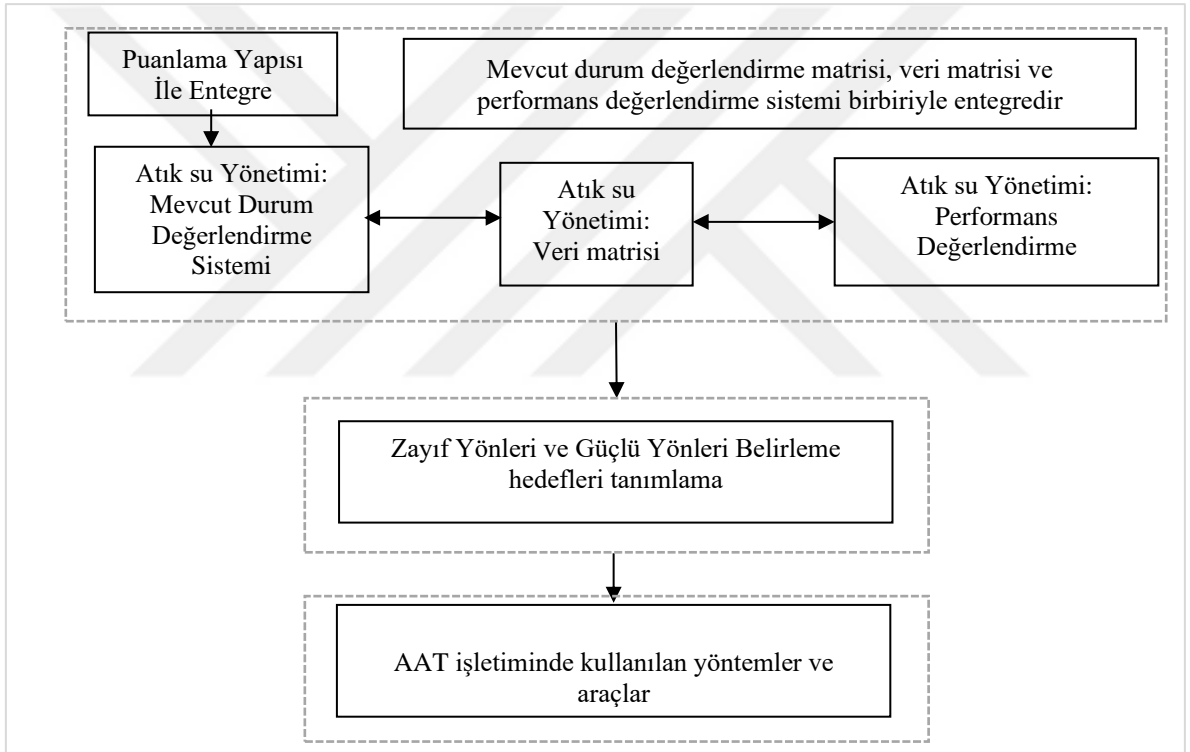 Puanlama Yapısı
İle Entegre
Mevcut durum değerlendirme matrisi, veri matrisi ve
performans değerlendirme sistemi birbiriyle entegredir
Atık su Yönetimi:
Mevcut Durum
Değerlendirme
Sistemi
Atık su
Yönetimi:
Veri matrisi
Atık su Yönetimi:
Performans
Değerlendirme
Zayıf Yönleri ve Güçlü Yönleri Belirleme
hedefleri tanımlama
AAT işletiminde kullanılan yöntemler ve
araçlar